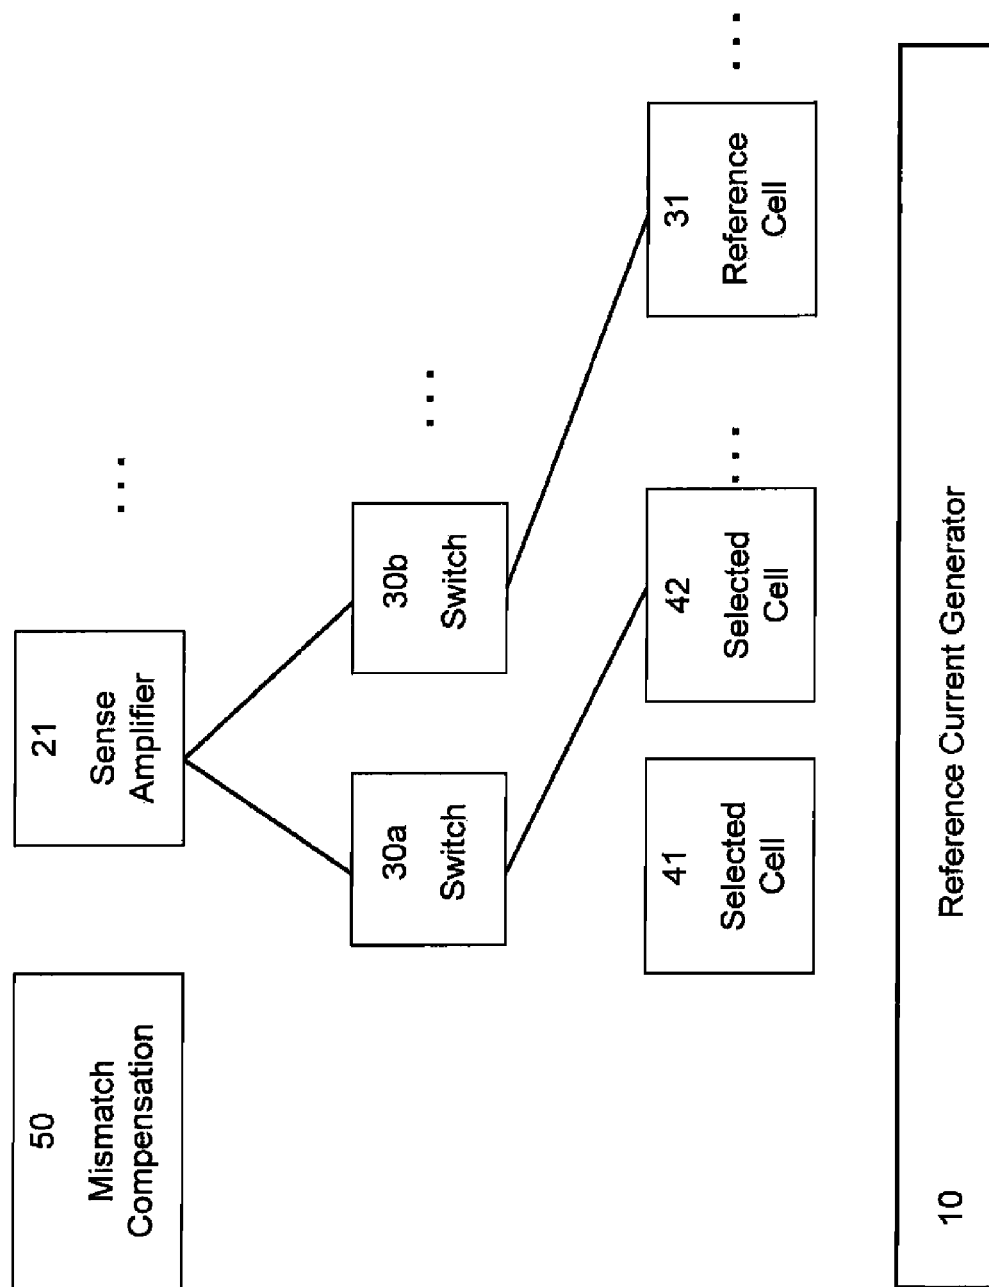 50
Mismatch
Compensation
21
Sense
Amplifier
...
30a
Switch
30b
Switch
...
41
Selected
Cell
42
Selected
Cell
...
31
Reference
Cell
...
10
Reference Current Generator